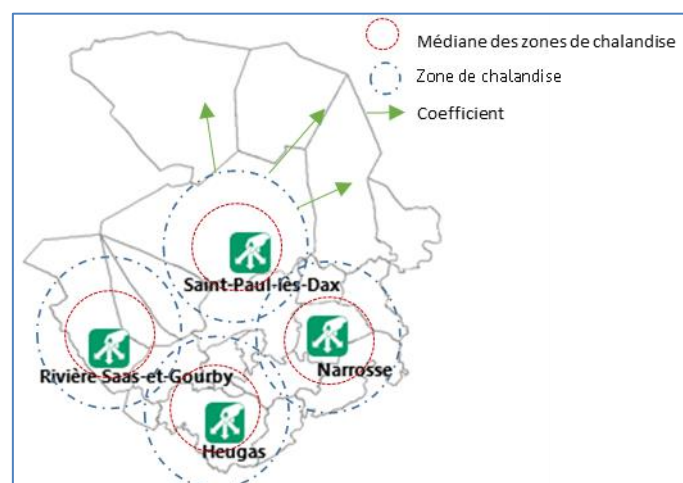 Médiane des zones de chalandise
Zone de chalandise
Coefficient
Saint-Paul-lès-Dax
Rivière Saas-et-Gourby
Narrosse
Heugas